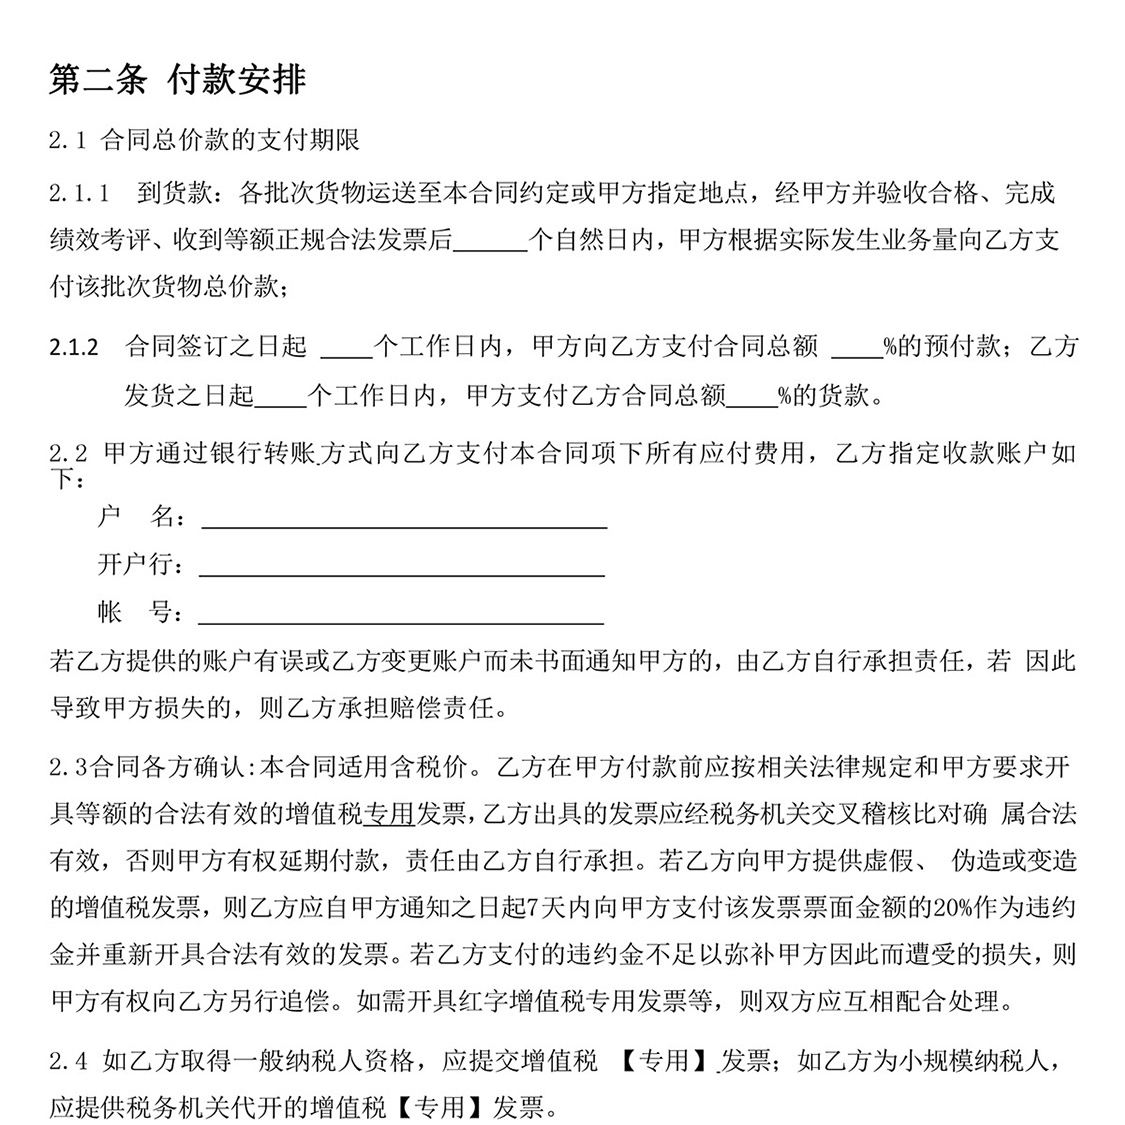 第二条 付款安排
2.1 合同总价款的支付期限
2.1.1 到货款：各批次货物运送至本合同约定或甲方指定地点，经甲方并验收合格、完成
绩效考评、收到等额正规合法发票后______个自然日内，甲方根据实际发生业务量向乙方支
付该批次货物总价款；
2.1.2 合同签订之日起 ____个工作日内，甲方向乙方支付合同总额 ____%的预付款；乙方
发货之日起____个工作日内，甲方支付乙方合同总额____%的货款。
2.2 甲方通过银行转账 方式向乙方支付本合同项下所有应付费用，乙方指定收款账户如
下：
户 名：______________________________
开户行：______________________________
帐 号：______________________________
若乙方提供的账户有误或乙方变更账户而未书面通知甲方的，由乙方自行承担责任，若 因此
导致甲方损失的，则乙方承担赔偿责任。
2.3合同各方确认:本合同适用含税价。乙方在甲方付款前应按相关法律规定和甲方要求开
具等额的合法有效的增值税专用发票，乙方出具的发票应经税务机关交叉稽核比对确 属合法
有效，否则甲方有权延期付款，责任由乙方自行承担。若乙方向甲方提供虚假、 伪造或变造
的增值税发票，则乙方应自甲方通知之日起7天内向甲方支付该发票票面金额的20%作为违约
金并重新开具合法有效的发票。若乙方支付的违约金不足以弥补甲方因此而遭受的损失，则
甲方有权向乙方另行追偿。如需开具红字增值税专用发票等，则双方应互相配合处理。
2.4 如乙方取得一般纳税人资格，应提交增值税 【专用】 发票；如乙方为小规模纳税人，
应提供税务机关代开的增值税【专用】发票。